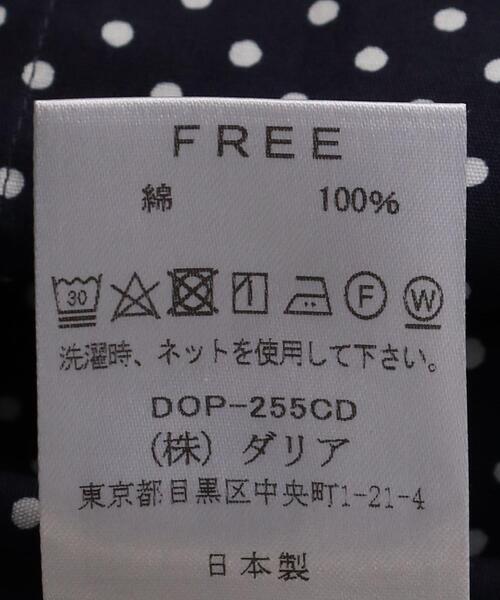 FREE
綿 100%
30 F W
洗濯時、ネットを使用して下さい。
DOP-255CD
(株) ダリア
東京都目黒区中央町1-21-4
日本製